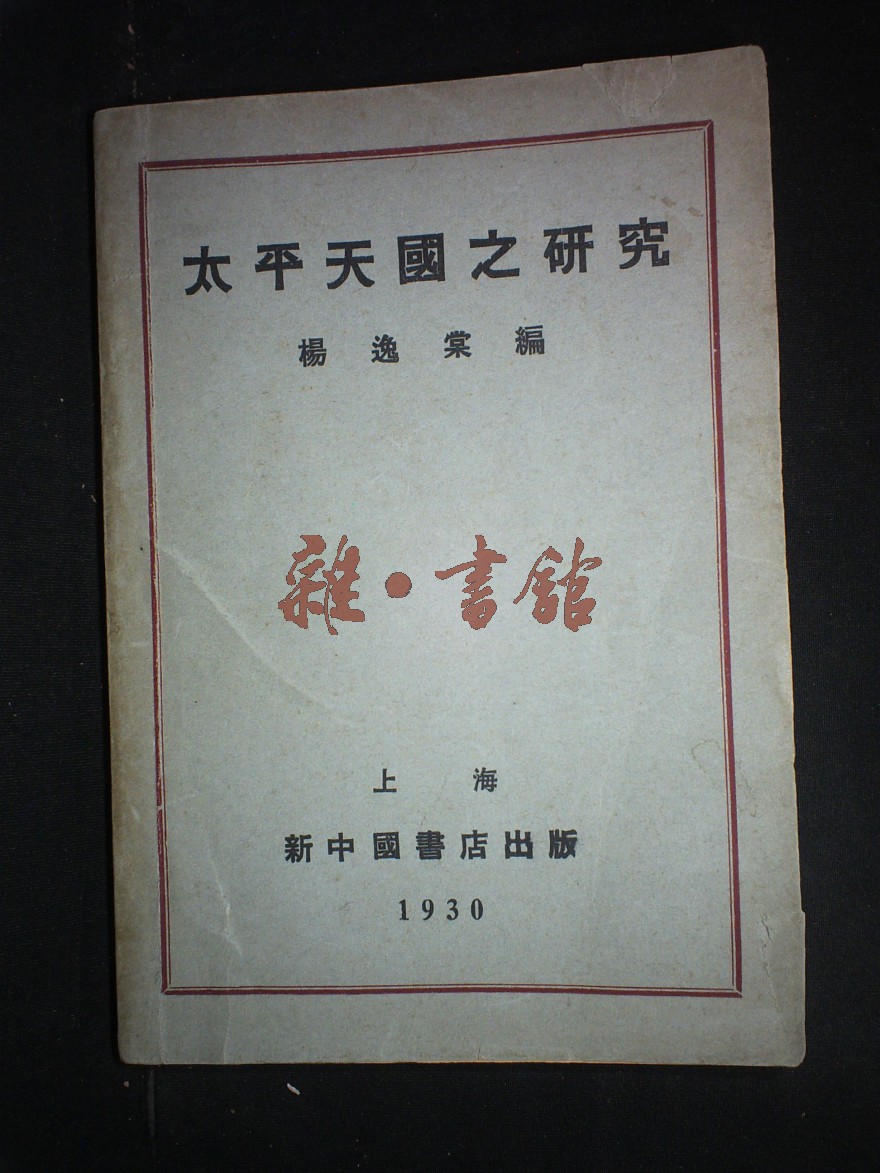 太平天國之研究
楊逸棠編
雜·書館
上海
新中國書店出版
1930